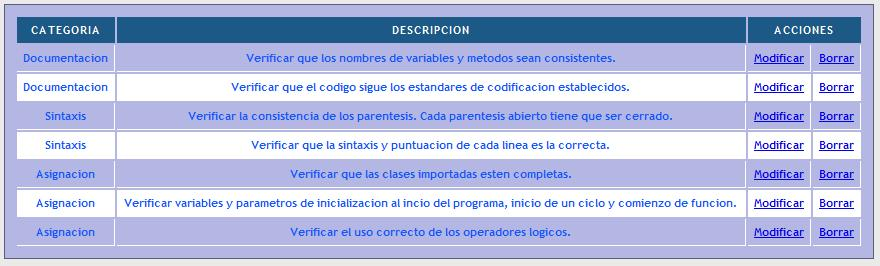 CATEGORIA DESCRIPCION ACCIONES
Documentacion Verificar que los nombres de variables y metodos sean consistentes. Modificar Borrar
Documentacion Verificar que el codigo sigue los estandares de codificacion establecidos. Modificar Borrar
Sintaxis Verificar la consistencia de los parentesis. Cada parentesis abierto tiene que ser cerrado. Modificar Borrar
Sintaxis Verificar que la sintaxis y puntuacion de cada linea es la correcta. Modificar Borrar
Asignacion Verificar que las clases importadas esten completas. Modificar Borrar
Asignacion Verificar variables y parametros de inicializacion al incio del programa, inicio de un ciclo y comienzo de funcion. Modificar Borrar
Asignacion Verificar el uso correcto de los operadores logicos. Modificar Borrar